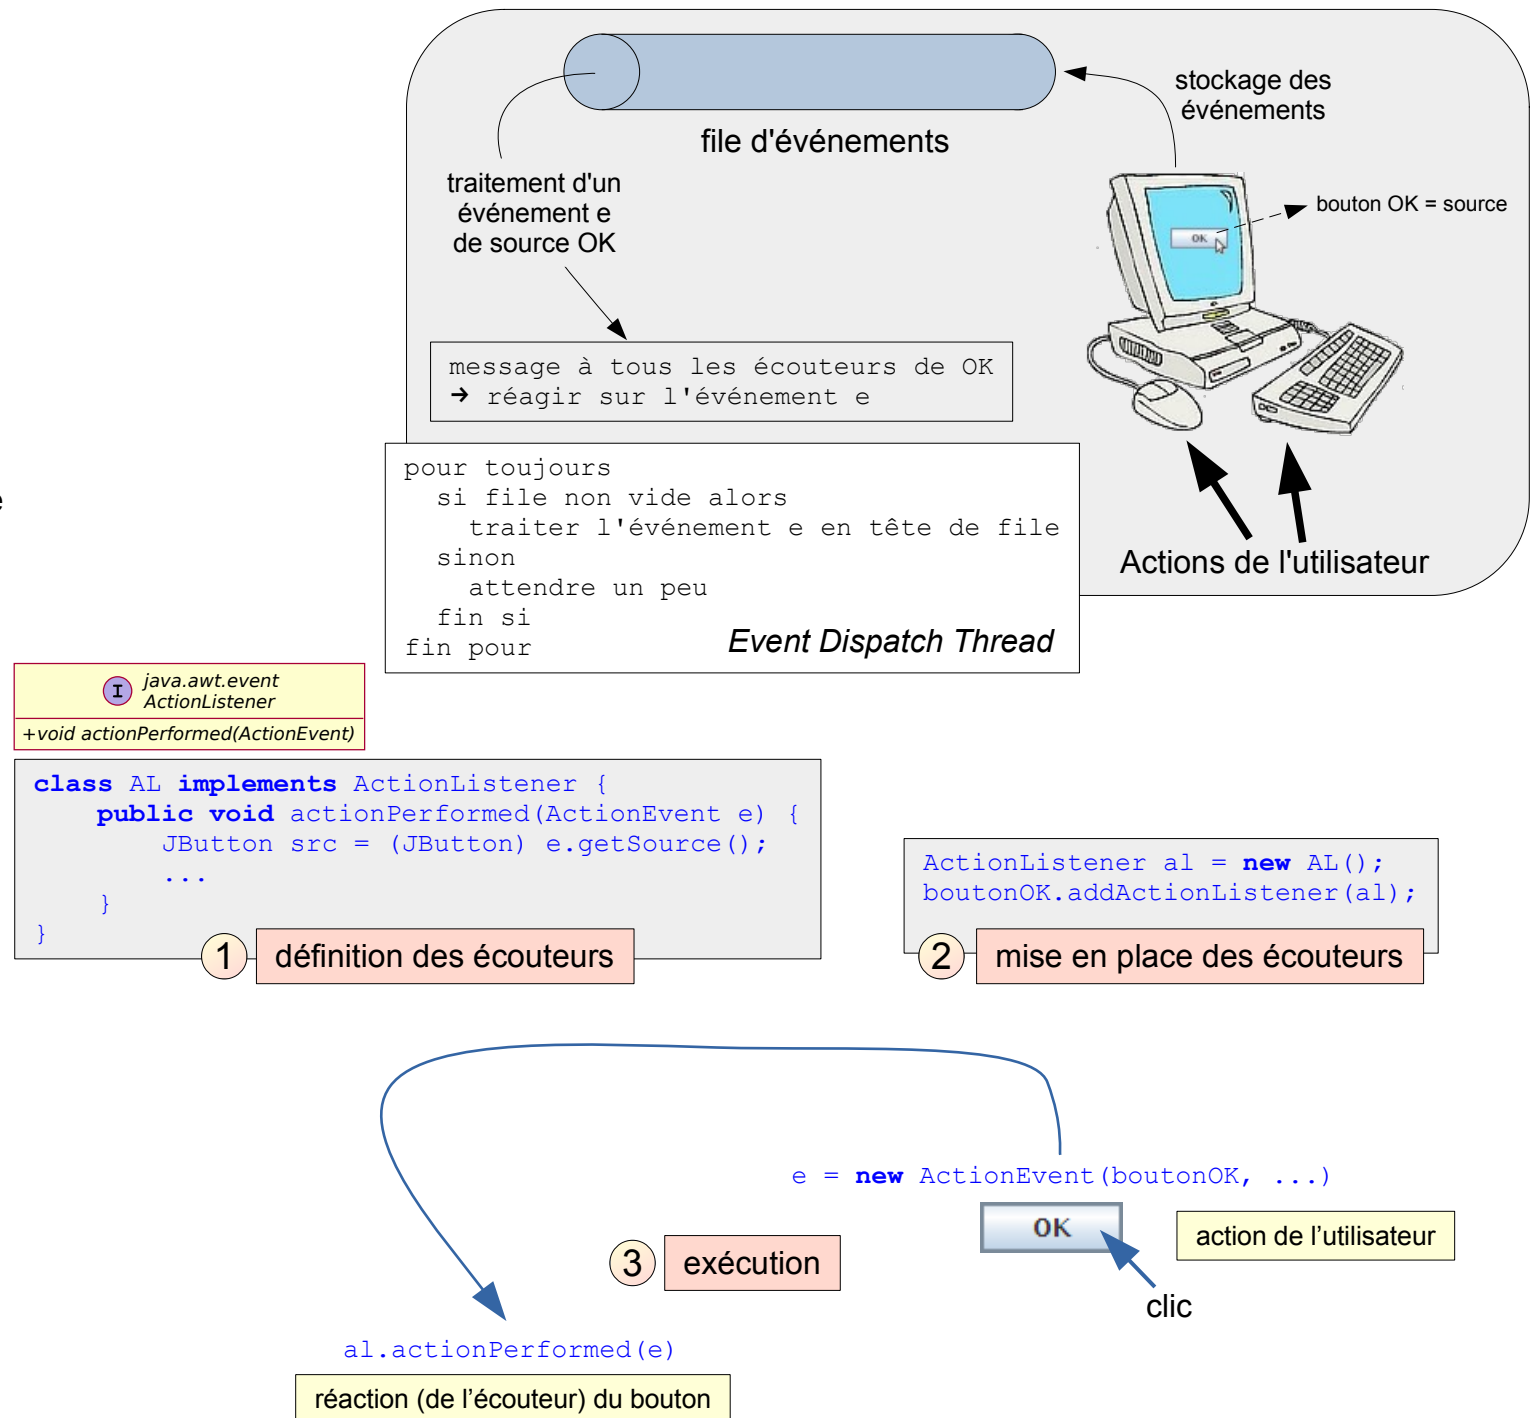 stockage des
événements
file d'événements
traitement d'un
événement e
de source OK
bouton OK = source
OK
message à tous les écouteurs de OK
➔ réagir sur l'événement e
pour toujours
si file non vide alors
traiter l'événement e en tête de file
sinon
attendre un peu
fin si
fin pour
Event Dispatch Thread
Actions de l'utilisateur
e
I
java.awt.event
ActionListener
+void actionPerformed(ActionEvent)
class AL implements ActionListener {
public void actionPerformed(ActionEvent e) {
JButton src = (JButton) e.getSource();
...
}
}
1 définition des écouteurs
ActionListener al = new AL();
boutonOK.addActionListener(al);
2 mise en place des écouteurs
e = new ActionEvent(boutonOK, ...)
OK
action de l’utilisateur
3 exécution
clic
al.actionPerformed(e)
réaction (de l’écouteur) du bouton